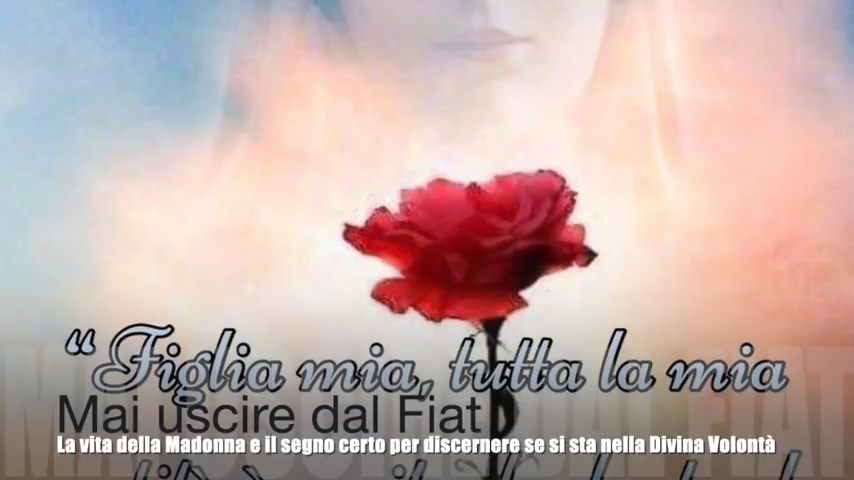 “Figlia mia, tutta la mia
Mai uscire dal Fiat
La vita della Madonna e il segno certo per discernere se si sta nella Divina Volontà